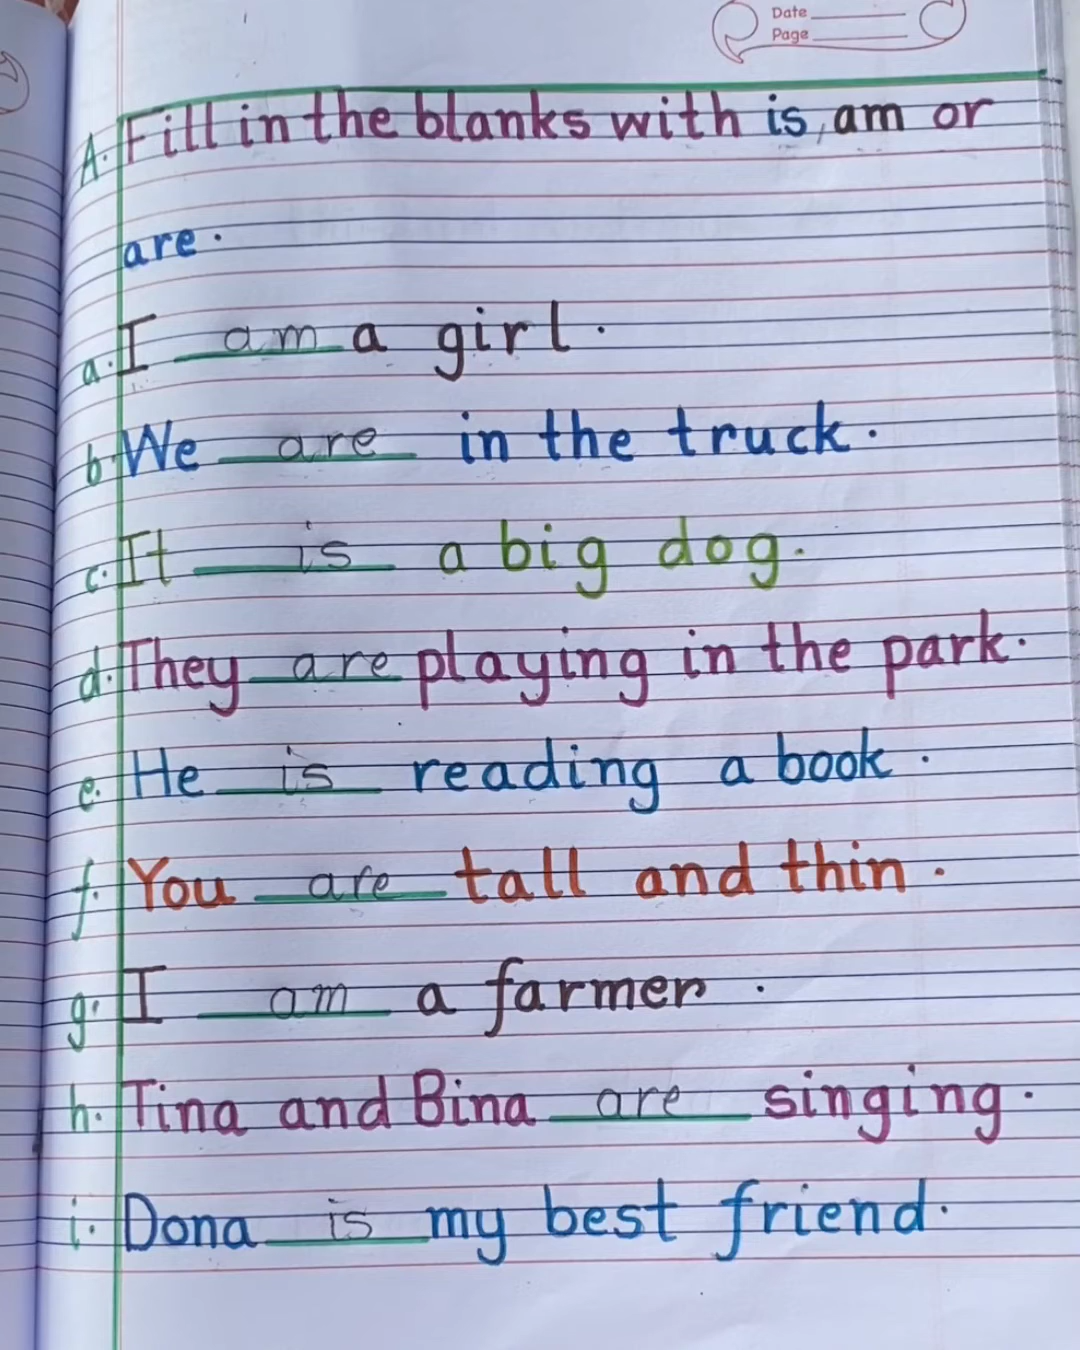 Date
Page
A. Fill in the blanks with is, am or
are.
a. I am a girl.
b. We are in the truck.
c. It is a big dog.
d. They are playing in the park.
e. He is reading a book.
f. You are tall and thin.
g. I am a farmer.
h. Tina and Bina are singing.
i. Dona is my best friend.